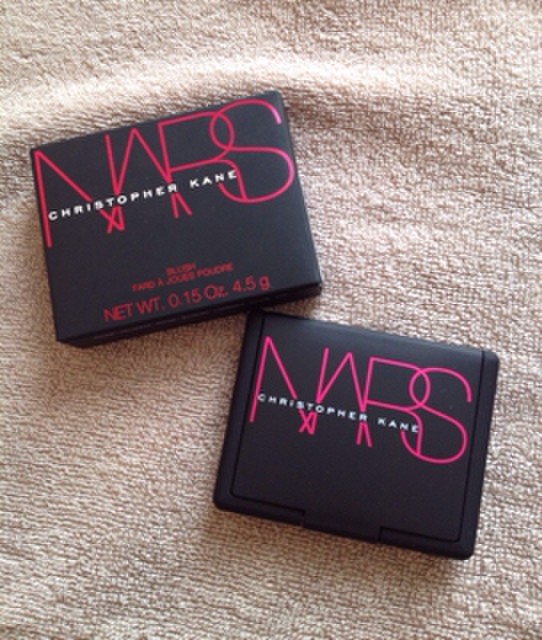 NARS
CHRISTOPHER KANE
BLUSH
FARD À JOUES POUDRE
NET WT. 0.15 Oz. 4.5 g
NARS
CHRISTOPHER KANE